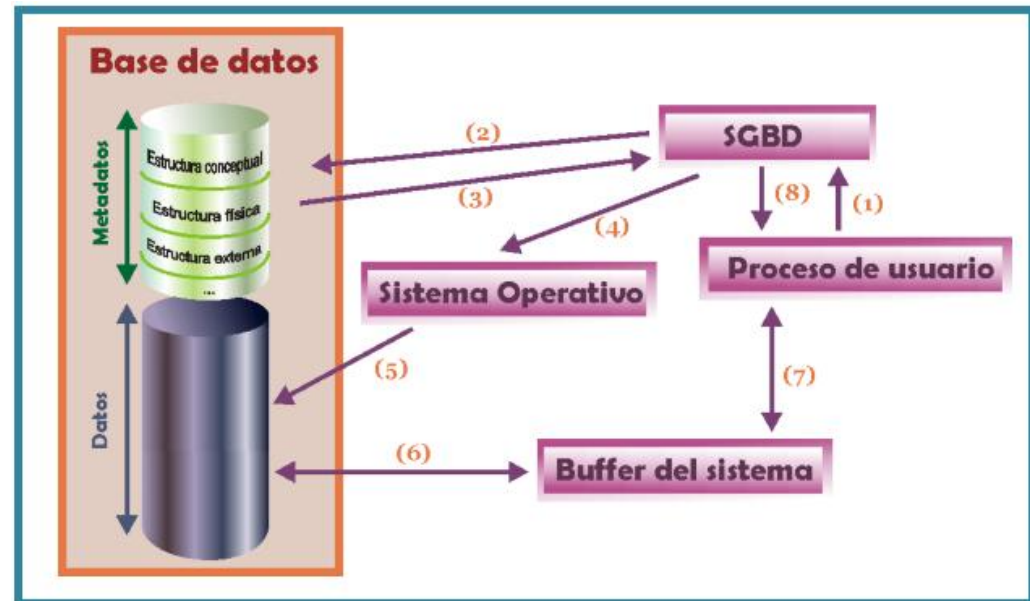 Base de datos
Metadatos
Estructura conceptual
Estructura física
Estructura externa
...
Datos
(2)
(3)
SGBD
(4)
(8)
(1)
Sistema Operativo
Proceso de usuario
(5)
(7)
(6)
Buffer del sistema